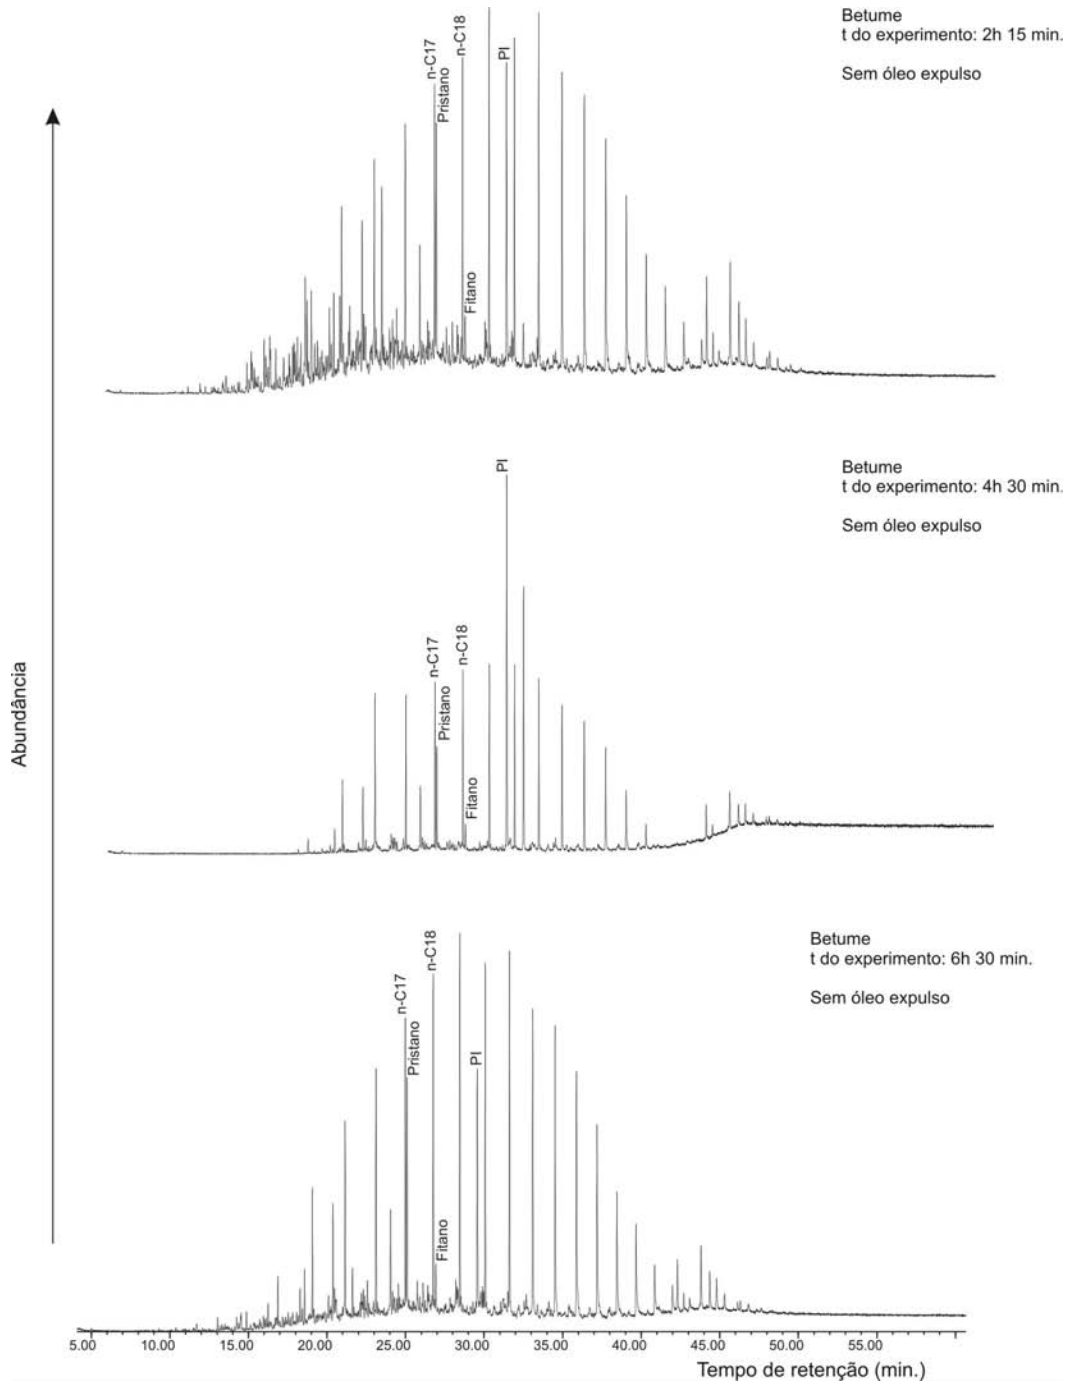 Betume
t do experimento: 2h 15 min.
Sem óleo expulso
n-C17
Pristano
n-C18
Fitano
PI
Betume
t do experimento: 4h 30 min.
Sem óleo expulso
n-C17
Pristano
n-C18
Fitano
PI
Abundância
Betume
t do experimento: 6h 30 min.
Sem óleo expulso
n-C17
Pristano
n-C18
Fitano
PI
5.00 10.00 15.00 20.00 25.00 30.00 35.00 40.00 45.00 50.00 55.00
Tempo de retenção (min.)